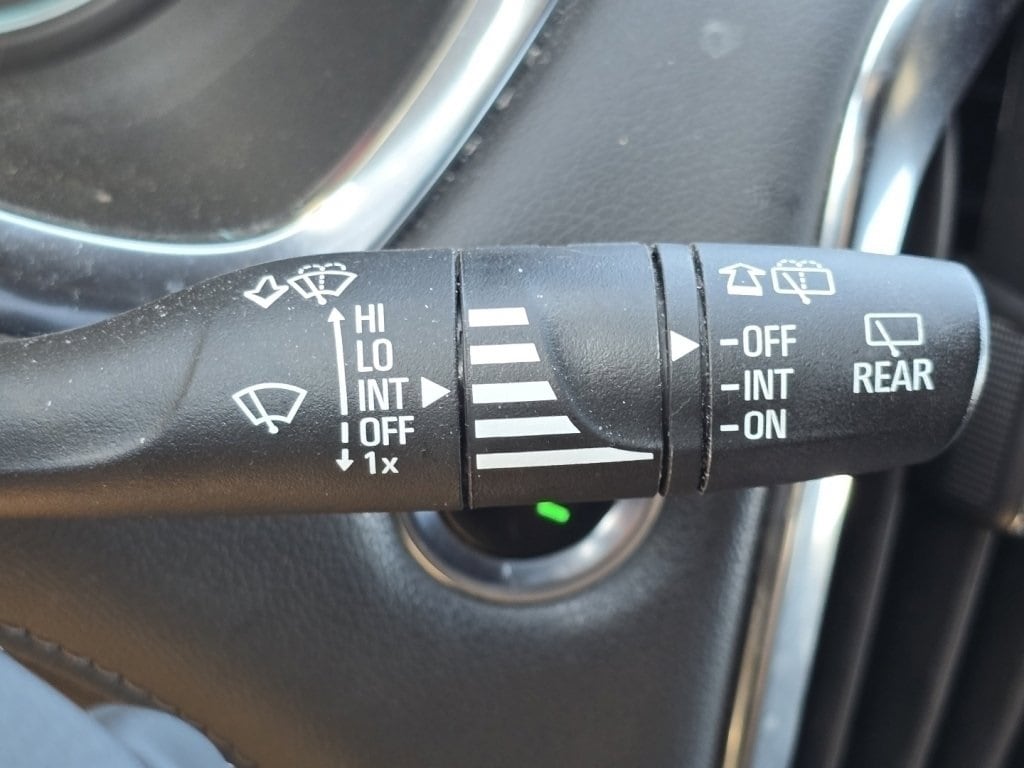 HI
LO
INT
OFF
1x
-OFF
-INT
-ON
REAR